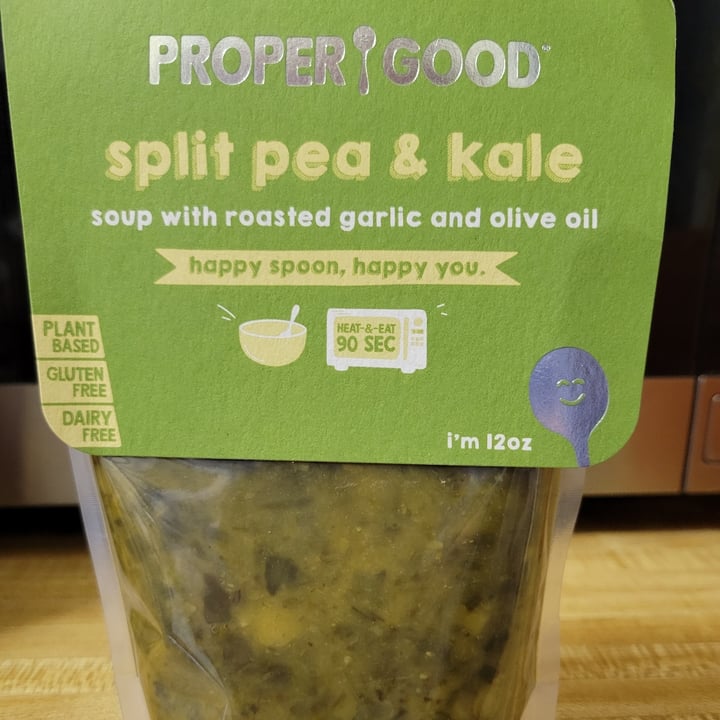 PROPER GOOD™
split pea & kale
soup with roasted garlic and olive oil
happy spoon, happy you.
HEAT-&-EAT
90 SEC
PLANT
BASED
GLUTEN
FREE
DAIRY
FREE
i'm 12oz